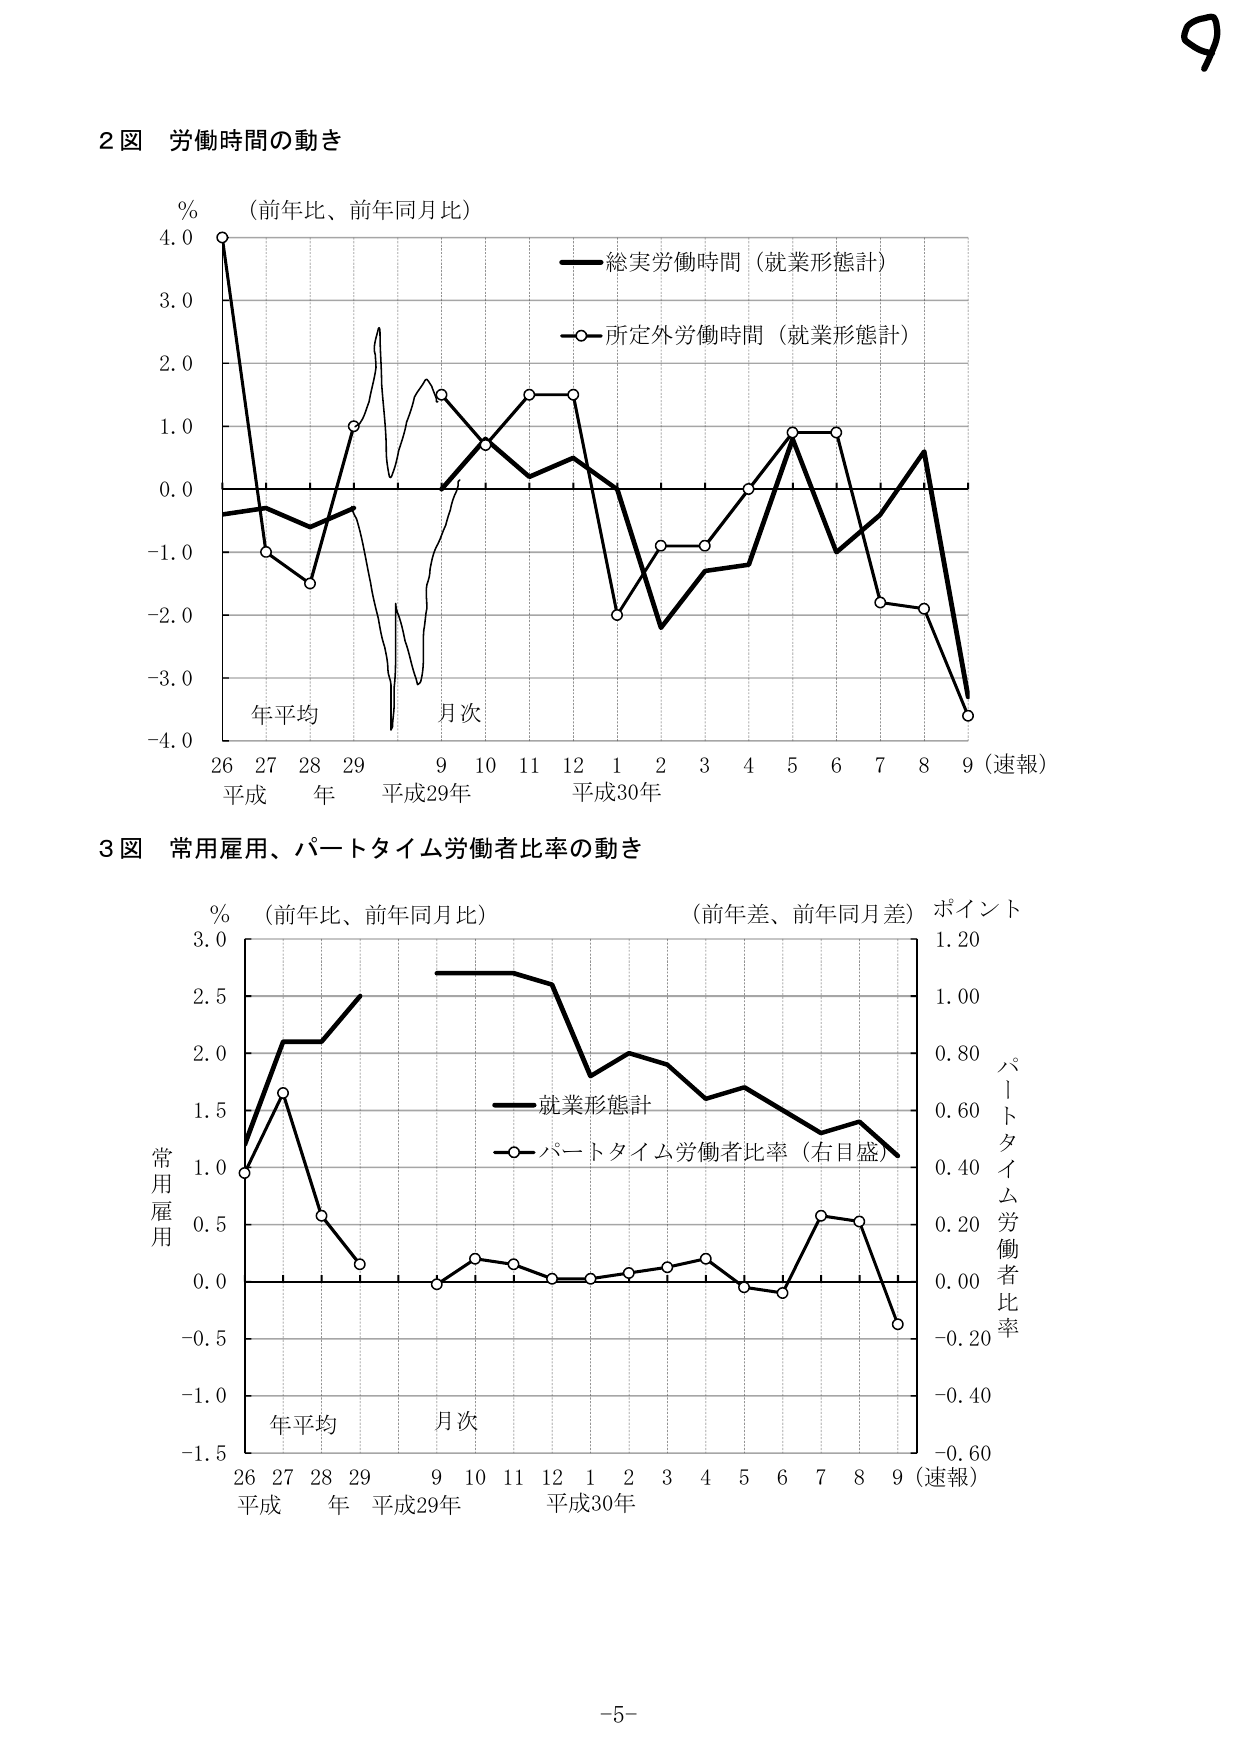 9
2図　労働時間の動き
%　（前年比、前年同月比）
4.0
総実労働時間（就業形態計）
3.0
所定外労働時間（就業形態計）
2.0
1.0
0.0
-1.0
-2.0
-3.0
年平均　月次
-4.0
26 27 28 29 9 10 11 12 1 2 3 4 5 6 7 8 9（速報）
平成　年　平成29年　平成30年
3図　常用雇用、パートタイム労働者比率の動き
%　（前年比、前年同月比）　（前年差、前年同月差）　ポイント
3.0 1.20
2.5 1.00
2.0 0.80
就業形態計
1.5 0.60
パートタイム労働者比率（右目盛）
1.0 0.40
常用雇用
パートタイム労働者比率
0.5 0.20
0.0 0.00
-0.5 -0.20
-1.0 -0.40
年平均　月次
-1.5 -0.60
26 27 28 29 9 10 11 12 1 2 3 4 5 6 7 8 9（速報）
平成　年　平成29年　平成30年
-5-